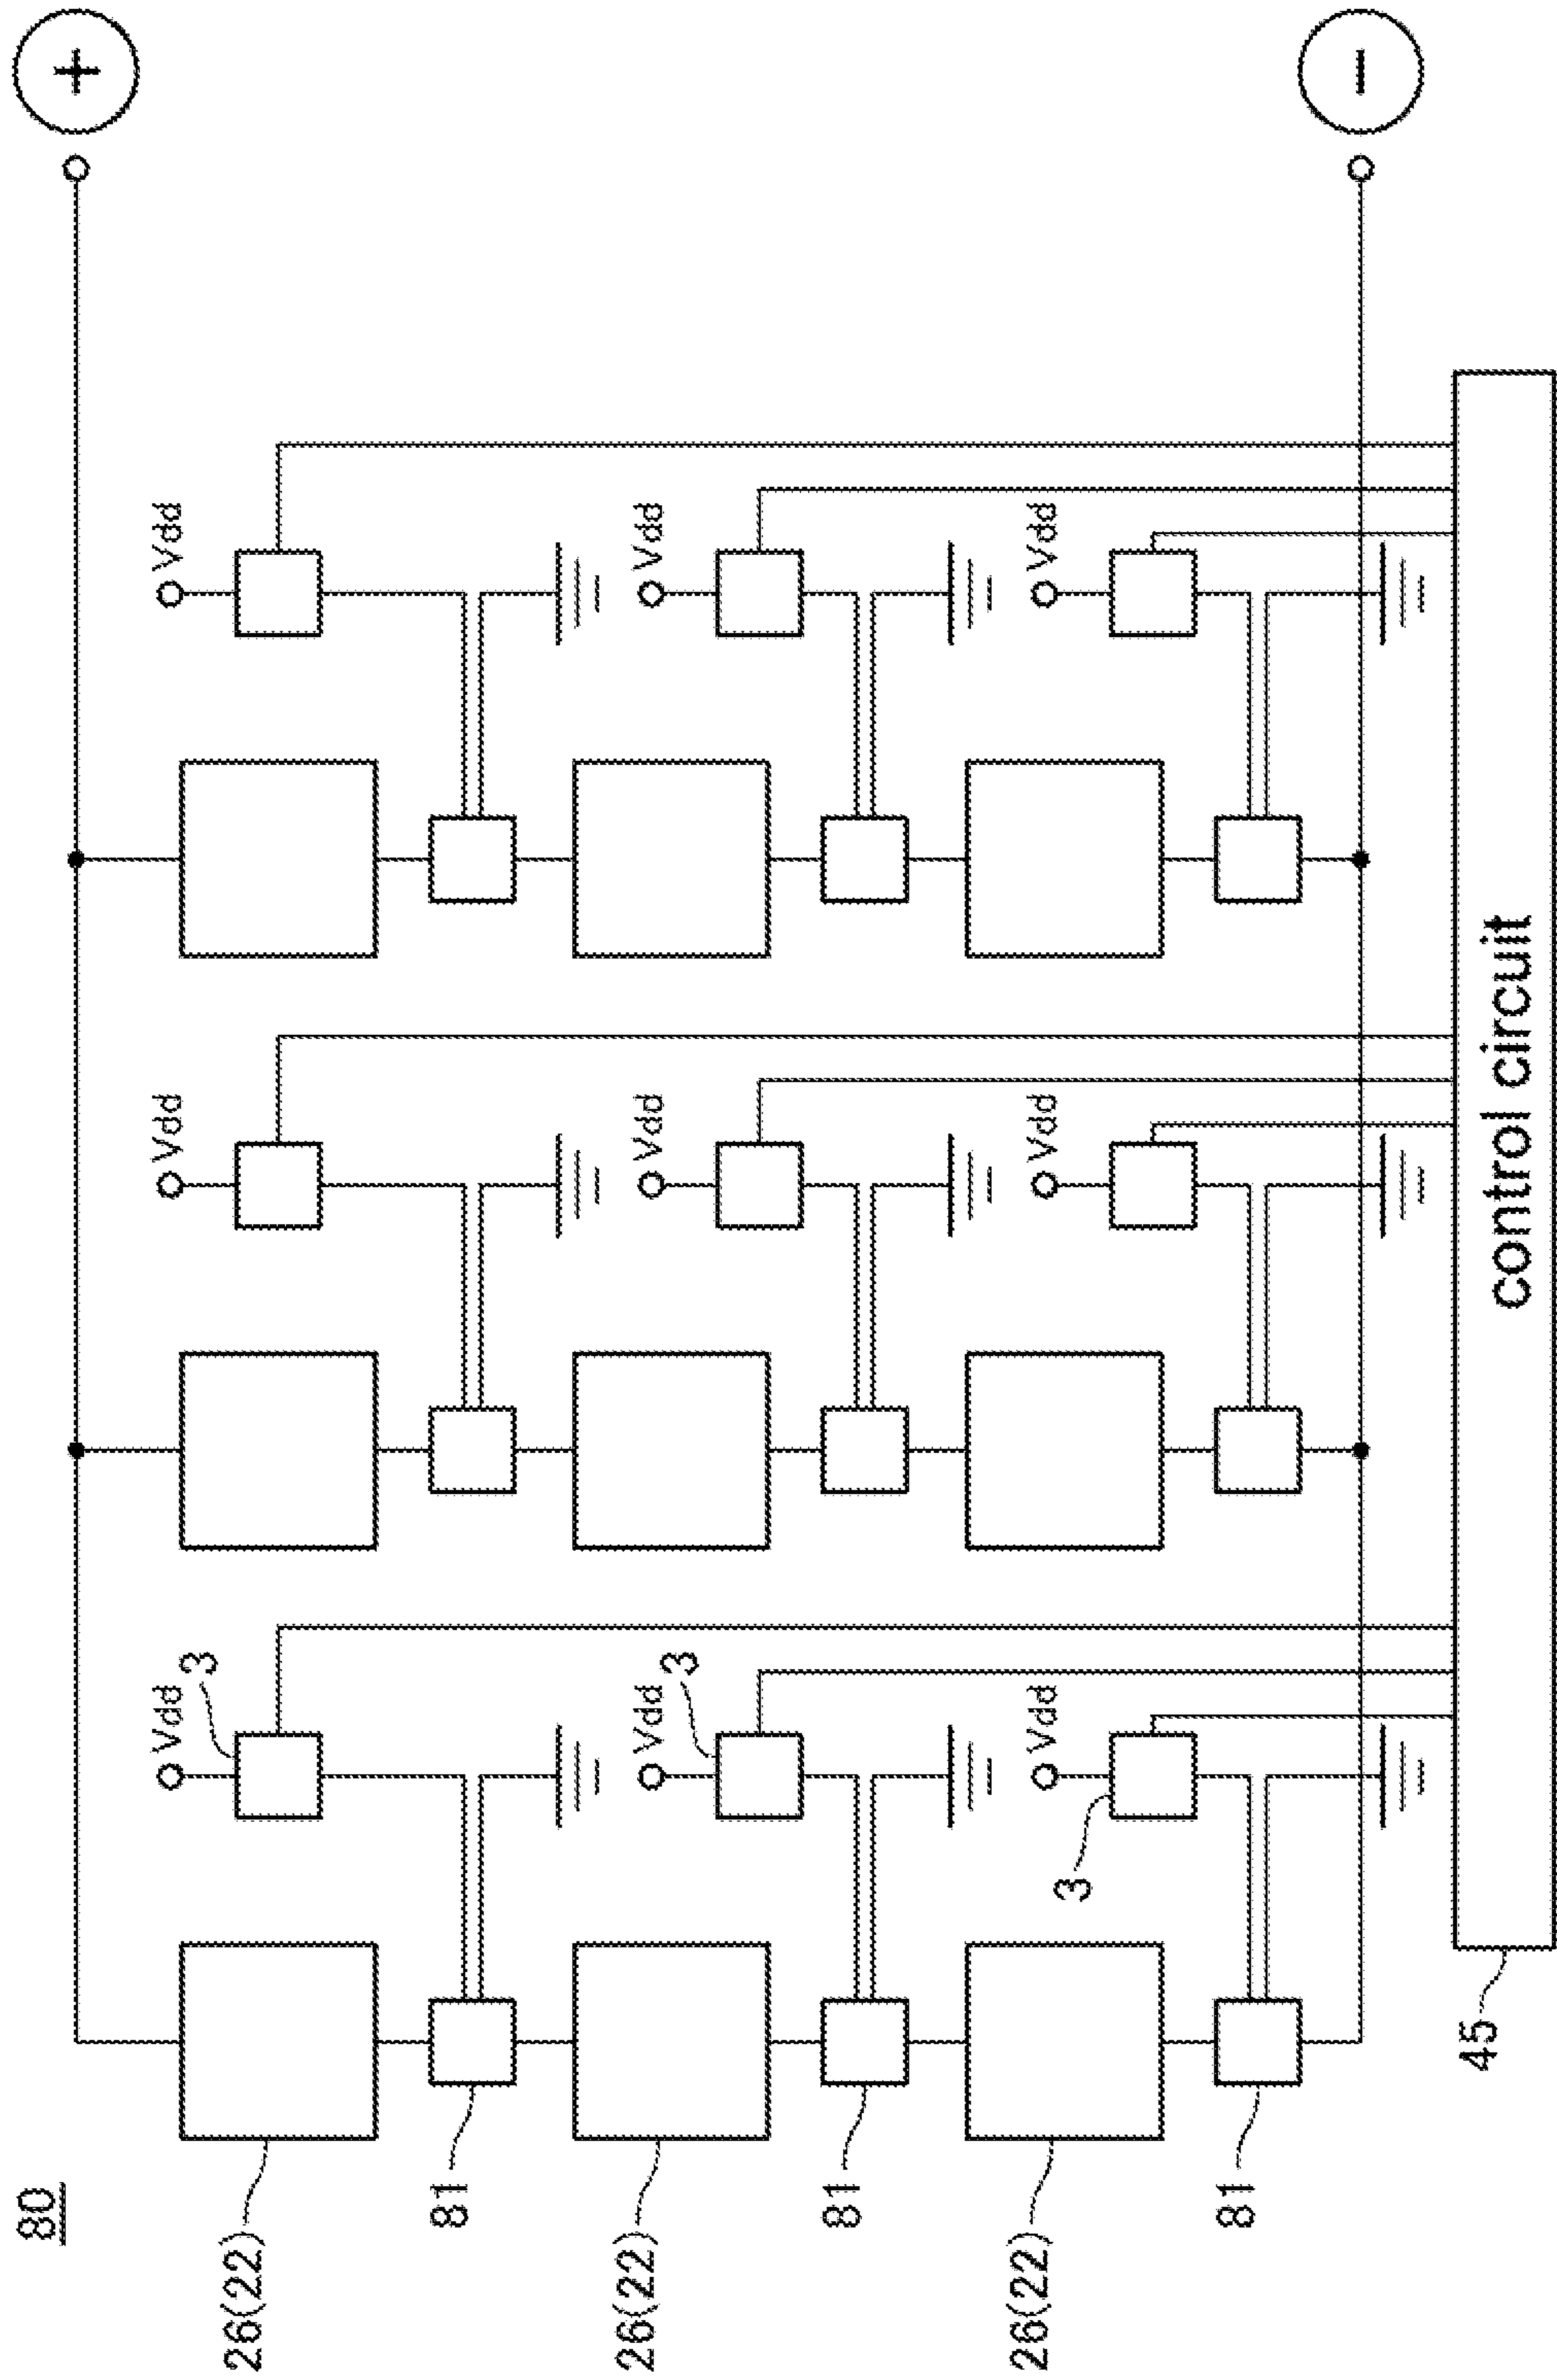 80
26(22)
81
26(22)
81
26(22)
81
Vdd
3
Vdd
3
Vdd
3
Vdd
Vdd
Vdd
Vdd
Vdd
Vdd
+
−
45
control circuit